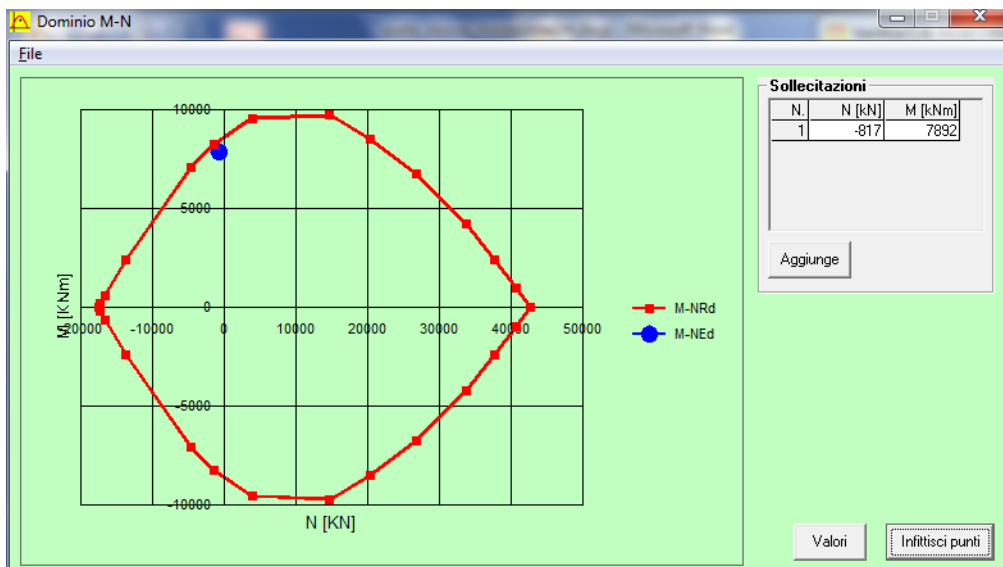 Dominio M-N
File
10000
5000
0
-5000
-10000
20000 -10000 0 10000 20000 30000 40000 50000
M [KNm]
N [KN]
M-NRd
M-NEd
Sollecitazioni
N. N [kN] M [kNm]
1 -817 7892
Aggiunge
Valori
Infittisci punti